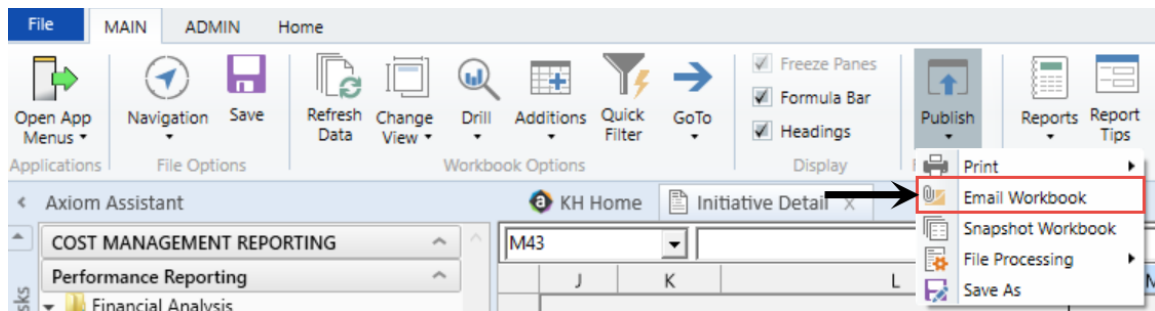 File MAIN ADMIN Home
Open App Menus Navigation Save Refresh Data Change View Drill Additions Quick Filter GoTo Freeze Panes Formula Bar Headings Publish Reports Report Tips
Applications File Options Workbook Options Display
Print
Email Workbook
Snapshot Workbook
File Processing
Save As
Axiom Assistant KH Home Initiative Detail x
COST MANAGEMENT REPORTING M43
Performance Reporting J K L
Financial Analysis